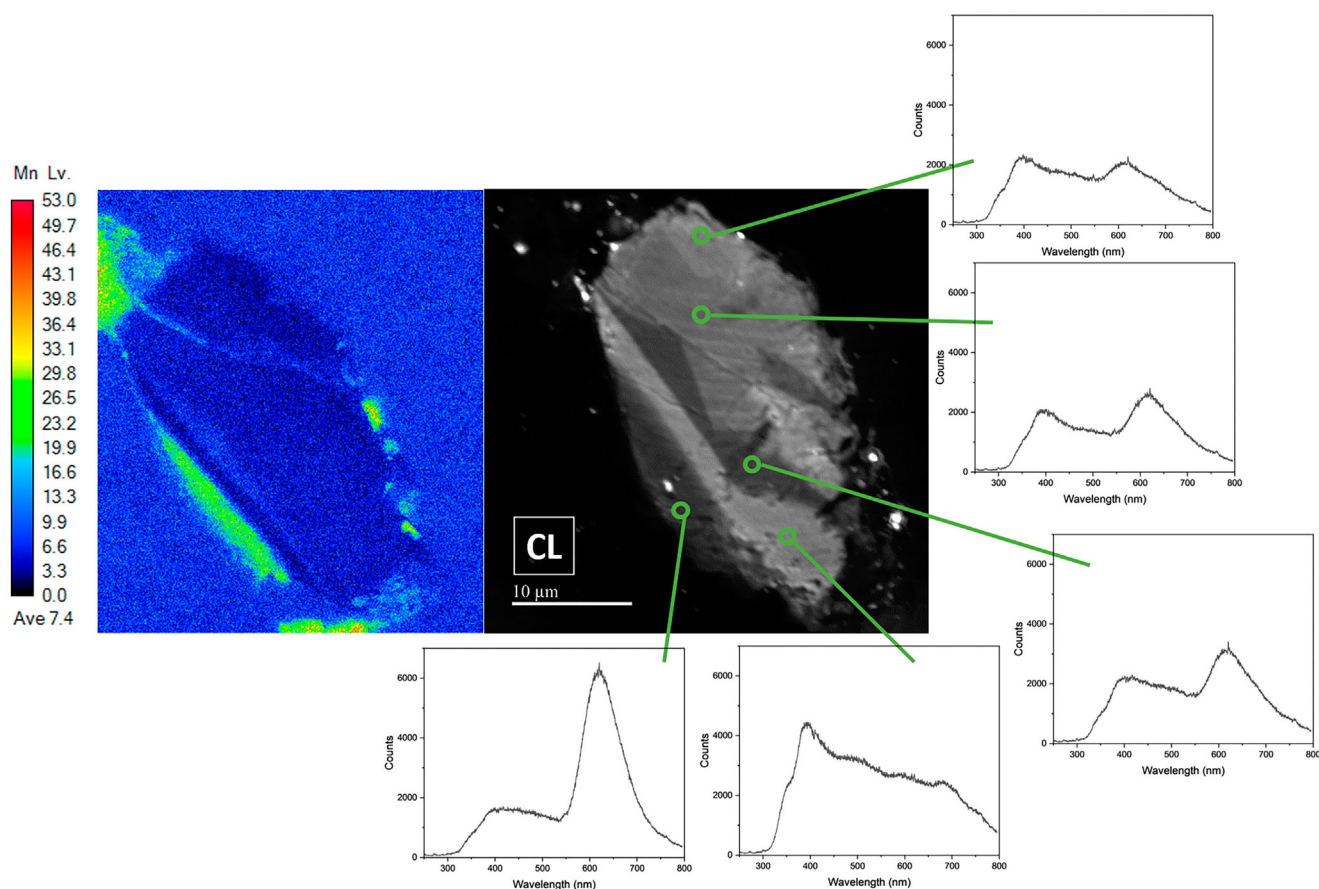 Mn Lv.
53.0
49.7
46.4
43.1
39.8
36.4
33.1
29.8
26.5
23.2
19.9
16.6
13.3
9.9
6.6
3.3
0.0
Ave 7.4
CL
10 µm
6000
4000
2000
0
Counts
300 400 500 600 700 800
Wavelength (nm)
6000
4000
2000
0
Counts
300 400 500 600 700 800
Wavelength (nm)
6000
4000
2000
0
Counts
300 400 500 600 700 800
Wavelength (nm)
6000
4000
2000
0
Counts
300 400 500 600 700 800
Wavelength (nm)
6000
4000
2000
0
Counts
300 400 500 600 700 800
Wavelength (nm)